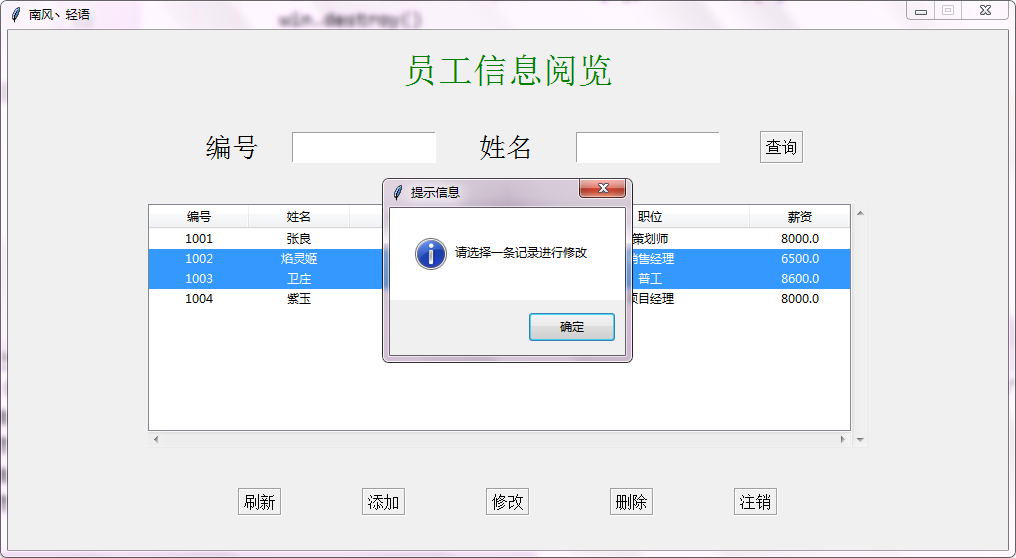 win.destroy()
南风、轻语
员工信息阅览
编号 姓名 查询
提示信息
编号 姓名 职位 薪资
1001 张良 策划师 8000.0
1002 焰灵姬 销售经理 6500.0
请选择一条记录进行修改
1003 卫庄 普工 8600.0
1004 紫玉 项目经理 8000.0
确定
刷新 添加 修改 删除 注销